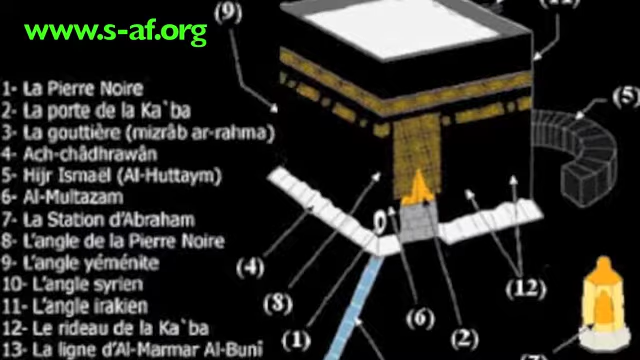 www.s-af.org
(9)
(11)
1- La Pierre Noire
2- La porte de la Ka`ba
3- La gouttière (mizrâb ar-rahma)
4- Ach-châdhrawân
5- Hijr Ismaël (Al-Huttaym)
6- Al-Multazam
7- La Station d'Abraham
8- L'angle de la Pierre Noire
9- L'angle yéménite
10- L'angle syrien
11- L'angle irakien
12- Le rideau de la Ka`ba
13- La ligne d'Al-Marmar Al-Bunî
(5)
(4)
(8)
(1)
(6)
(2)
(12)